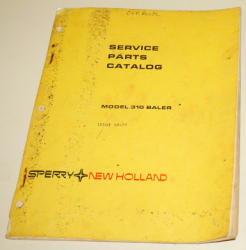 SERVICE
PARTS
CATALOG
MODEL 310 BALER
SPERRY NEW HOLLAND